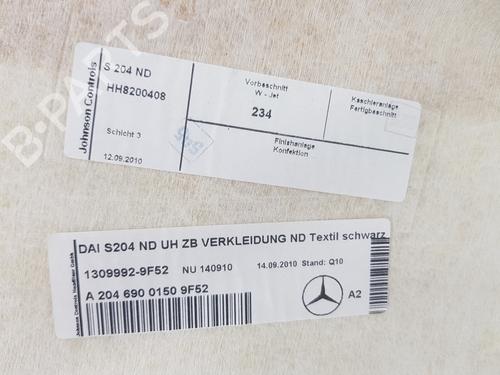 Johnson Controls
S 204 ND
HH8200408
Schicht 3
12.09.2010
Vorbeschnitt
W - Jet
234
Kaschieranlage
Fertigbeschnitt
Finishanlage
Konfektion
B-PARTS
DAI S204 ND UH ZB VERKLEIDUNG ND Textil schwarz
1309992-9F52 NU 140910 14.09.2010 Stand: Q10
A 204 690 0150 9F52
A2
Johnson Controls